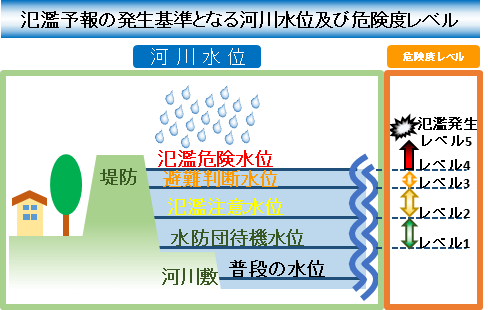 氾濫予報の発生基準となる河川水位及び危険度レベル
河川水位
危険度レベル
氾濫発生
レベル5
氾濫危険水位
レベル4
堤防
避難判断水位
レベル3
氾濫注意水位
レベル2
水防団待機水位
レベル1
河川敷
普段の水位